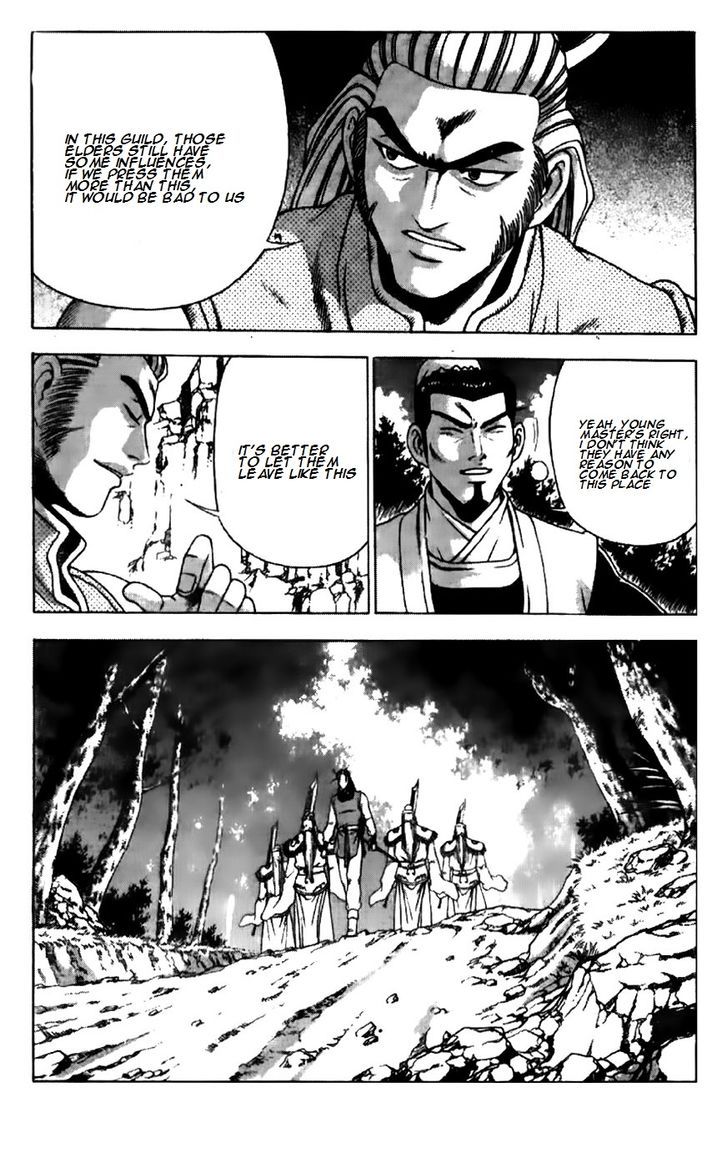 IN THIS GUILD, THOSE
ELDERS STILL HAVE
SOME INFLUENCES,
IF WE PRESS THEM
MORE THAN THIS,
IT WOULD BE BAD TO US
IT'S BETTER
TO LET THEM
LEAVE LIKE THIS
YEAH, YOUNG
MASTER'S RIGHT,
I DON'T THINK
THEY HAVE ANY
REASON TO
COME BACK TO
THIS PLACE